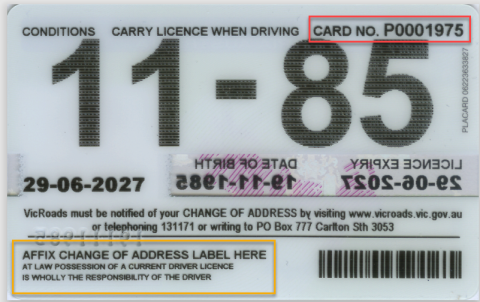 CONDITIONS CARRY LICENCE WHEN DRIVING CARD NO. P0001975
11-85
PLACARD 06223633827
DATE OF BIRTH LICENCE EXPIRY
29-06-2027 19-11-1985 29-06-2027
VicRoads must be notified of your CHANGE OF ADDRESS by visiting www.vicroads.vic.gov.au
or telephoning 131171 or writing to PO Box 777 Carlton Sth 3053
AFFIX CHANGE OF ADDRESS LABEL HERE
AT LAW POSSESSION OF A CURRENT DRIVER LICENCE
IS WHOLLY THE RESPONSIBILITY OF THE DRIVER